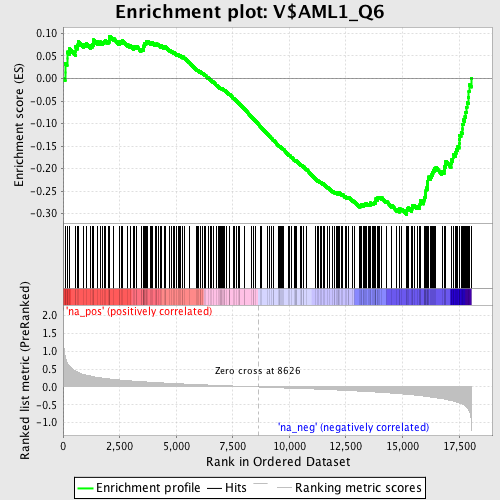 Enrichment plot: V$AML1_Q6
Enrichment score (ES)
0.10
0.05
0.00
-0.05
-0.10
-0.15
-0.20
-0.25
-0.30
'na_pos' (positively correlated)
Ranked list metric (PreRanked)
2.0
1.5
1.0
0.5
0.0
-0.5
-1.0
Zero cross at 8626
'na_neg' (negatively correlated)
0
2,500
5,000
7,500
10,000
12,500
15,000
17,500
Rank in Ordered Dataset
Enrichment profile
Hits
Ranking metric scores